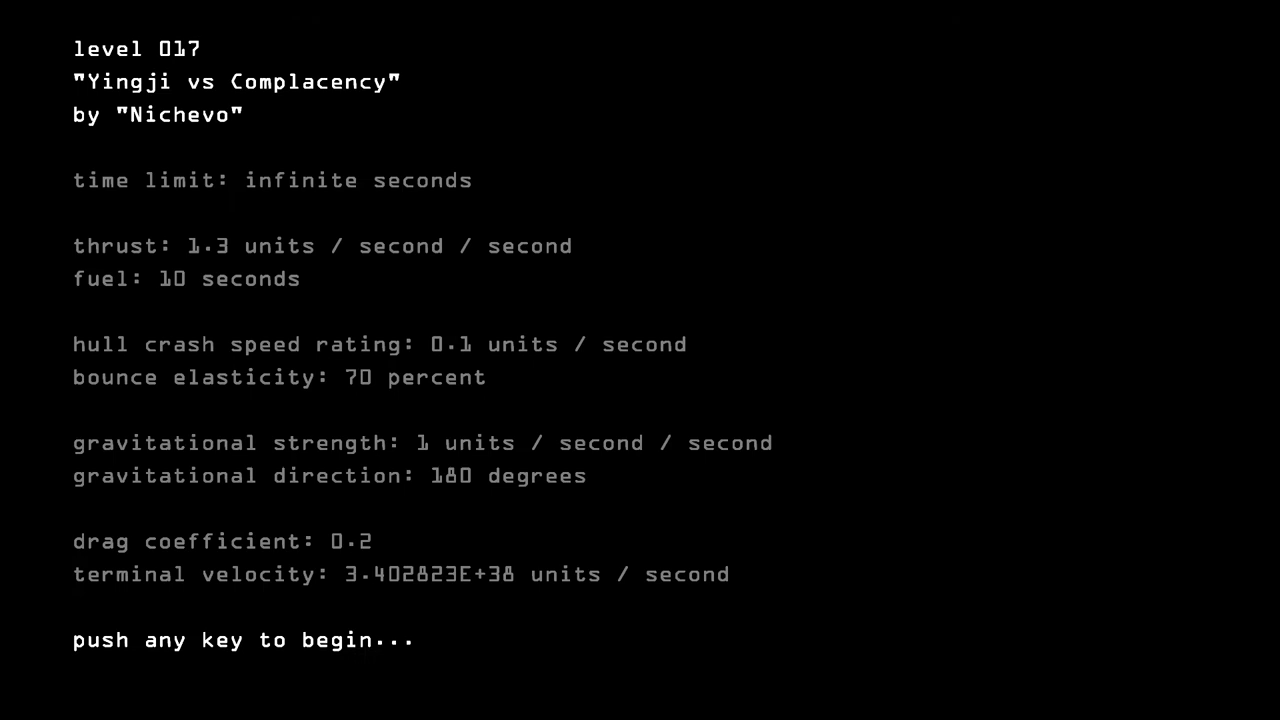 level 017
"Yingji vs Complacency"
by "Nichevo"
time limit: infinite seconds
thrust: 1.3 units / second / second
fuel: 10 seconds
hull crash speed rating: 0.1 units / second
bounce elasticity: 70 percent
gravitational strength: 1 units / second / second
gravitational direction: 180 degrees
drag coefficient: 0.2
terminal velocity: 3.402823E+38 units / second
push any key to begin...